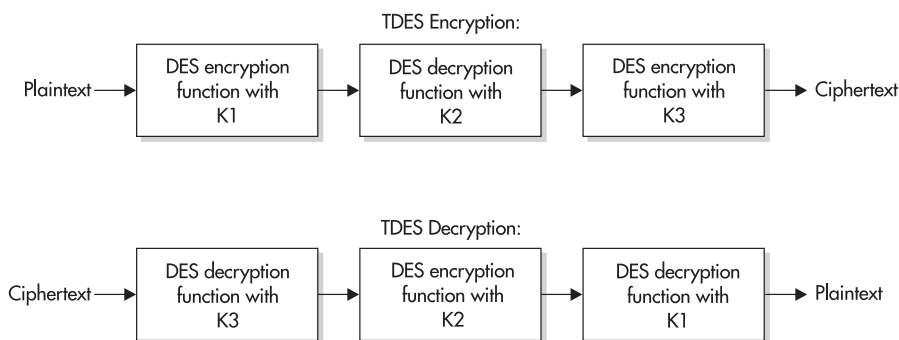 TDES Encryption:
Plaintext
DES encryption
function with
K1
DES decryption
function with
K2
DES encryption
function with
K3
Ciphertext
TDES Decryption:
Ciphertext
DES decryption
function with
K3
DES encryption
function with
K2
DES decryption
function with
K1
Plaintext